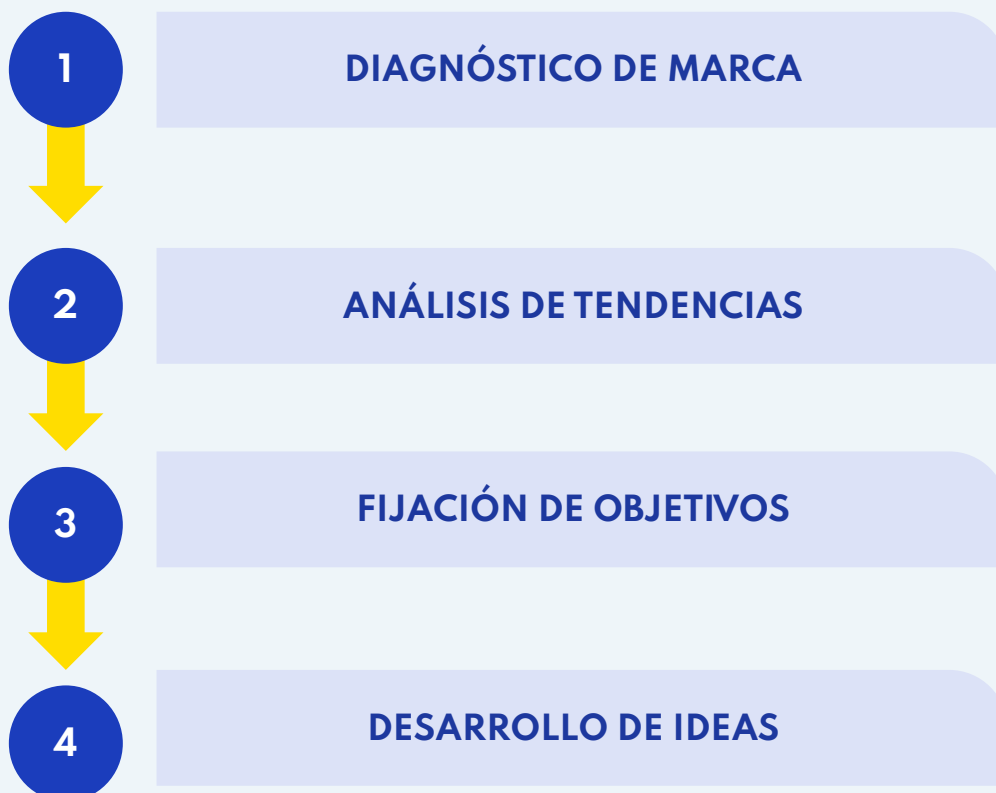 1
DIAGNÓSTICO DE MARCA
2
ANÁLISIS DE TENDENCIAS
3
FIJACIÓN DE OBJETIVOS
4
DESARROLLO DE IDEAS